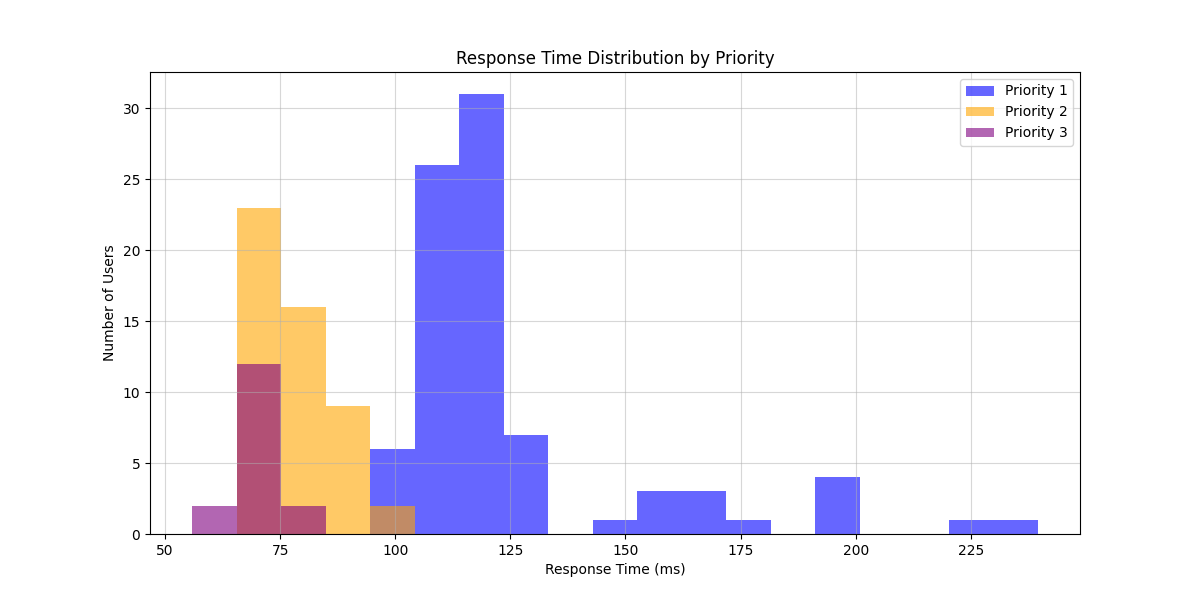 Response Time Distribution by Priority
Priority 1
Priority 2
Priority 3
Number of Users
30
25
20
15
10
5
0
50 75 100 125 150 175 200 225
Response Time (ms)